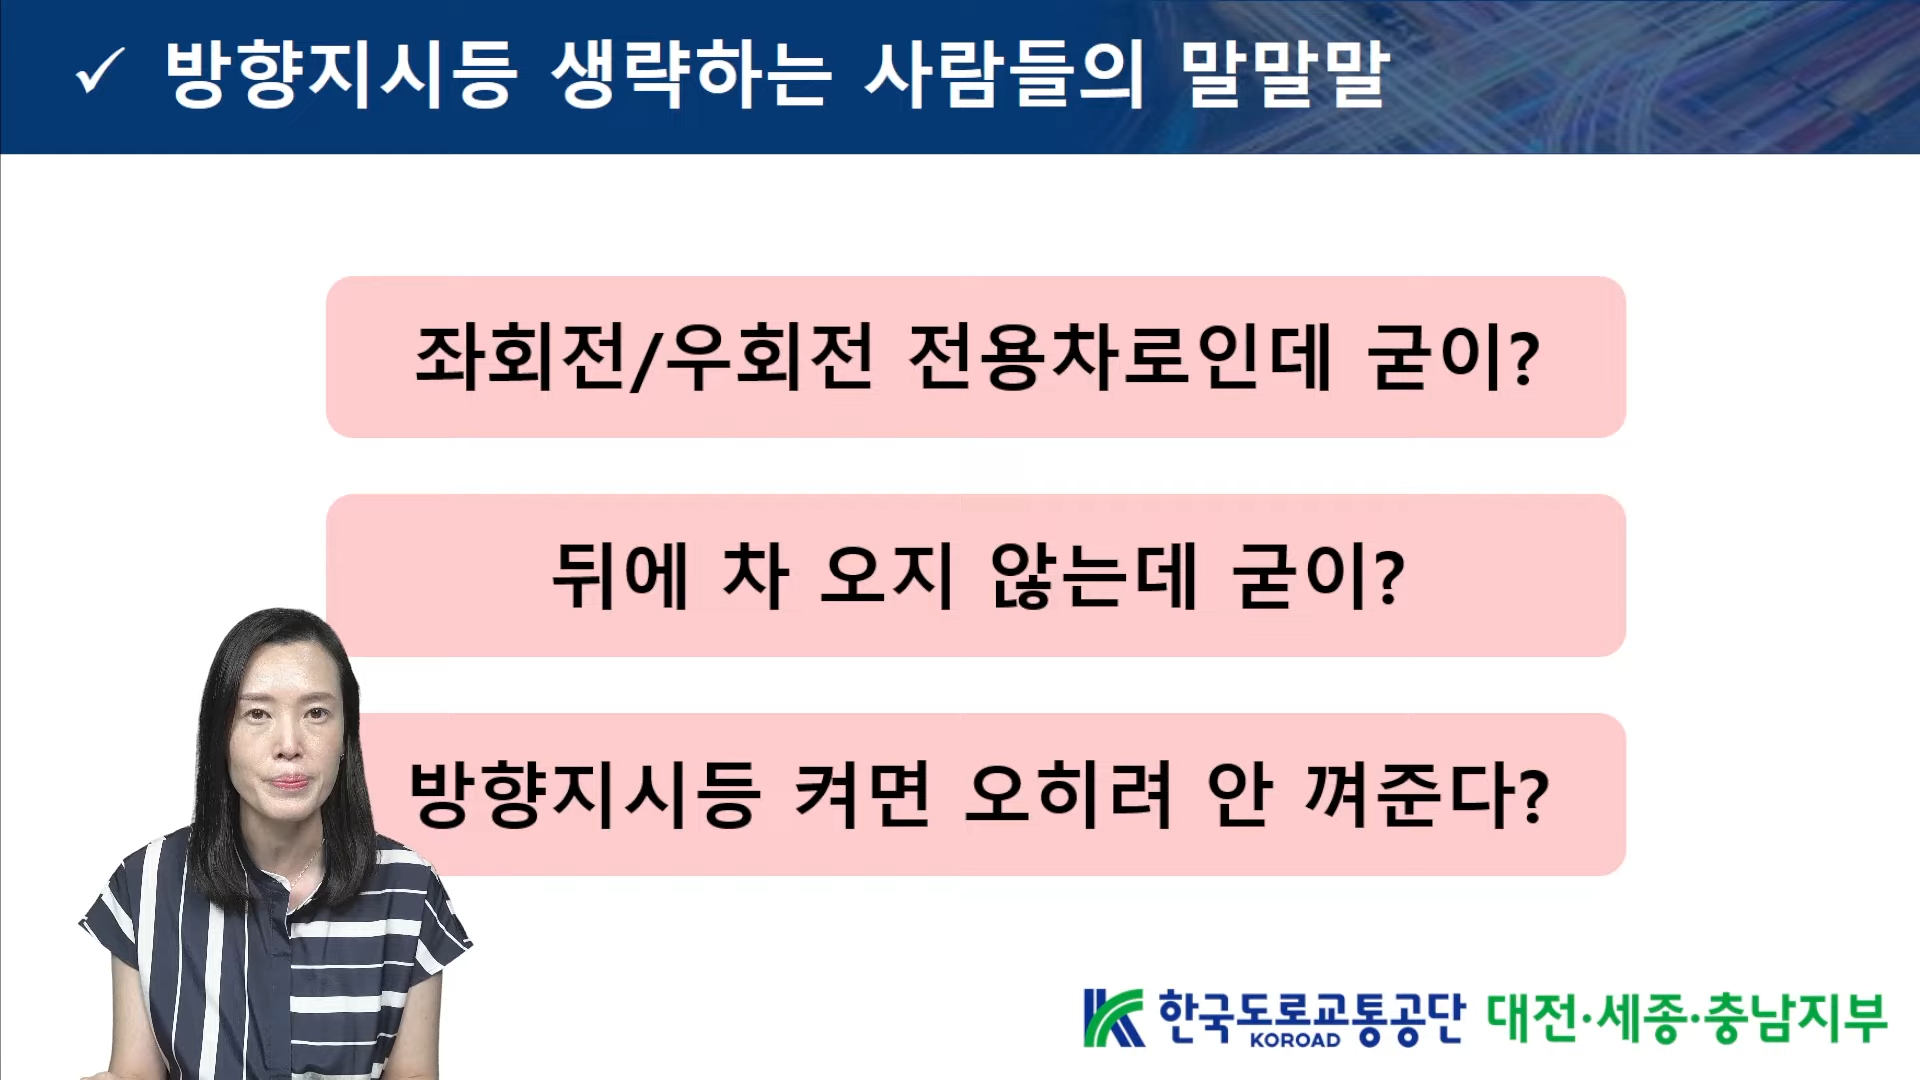 ✓ 방향지시등 생략하는 사람들의 말말말
좌회전/우회전 전용차로인데 굳이?
뒤에 차 오지 않는데 굳이?
방향지시등 켜면 오히려 안 껴준다?
한국도로교통공단 대전·세종·충남지부
KOROAD